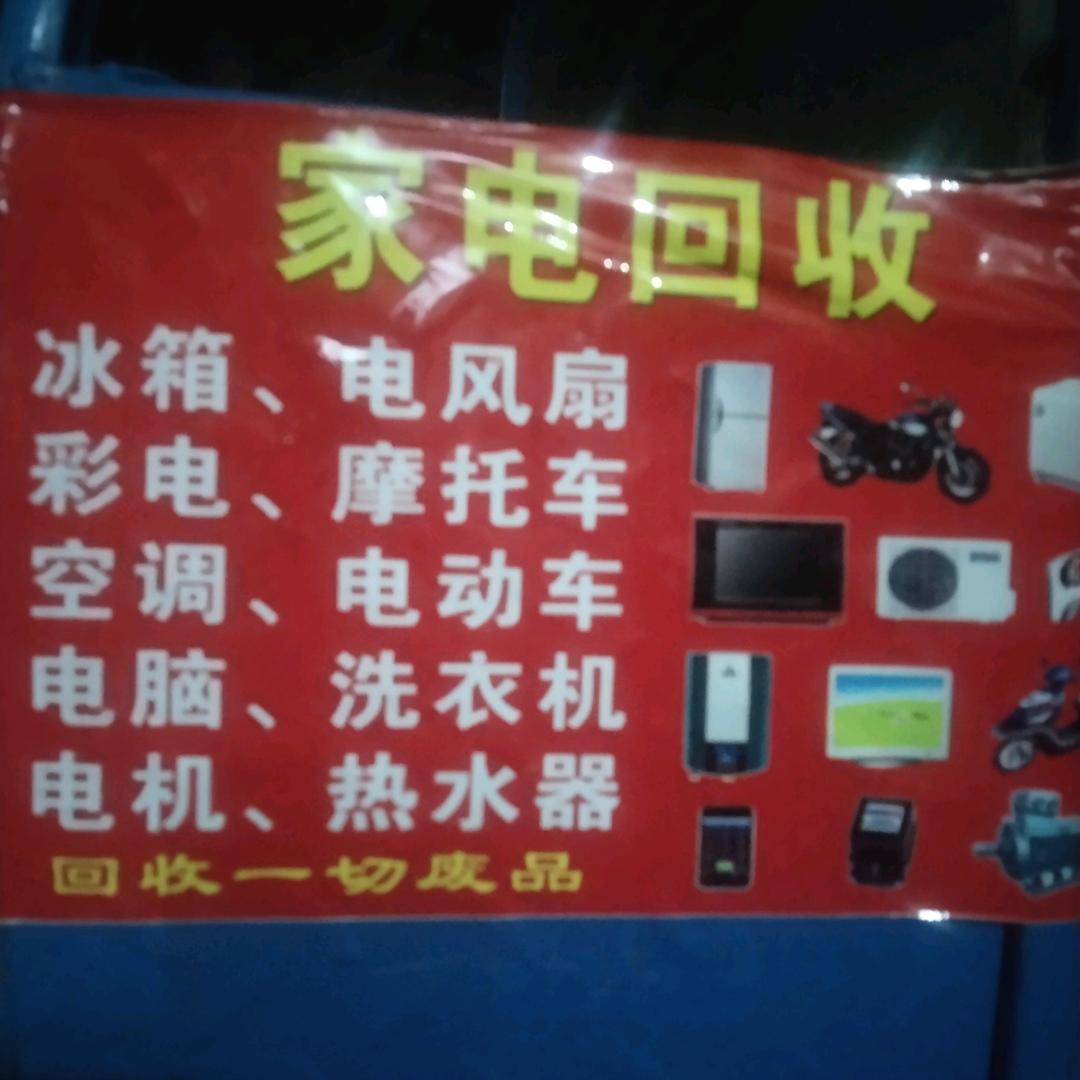 家电回收
冰箱、电风扇
彩电、摩托车
空调、电动车
电脑、洗衣机
电机、热水器
回收一切废品